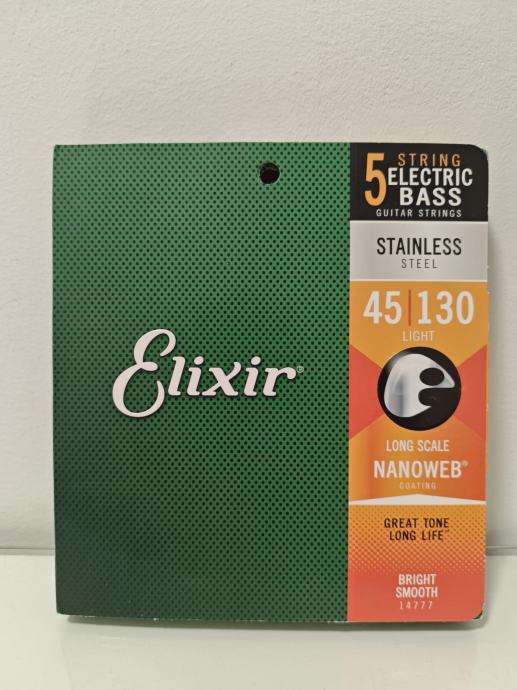 5 STRING
ELECTRIC
BASS
GUITAR STRINGS
STAINLESS
STEEL
45|130
LIGHT
Elixir®
LONG SCALE
NANOWEB®
COATING
GREAT TONE
LONG LIFE™
BRIGHT
SMOOTH
14777